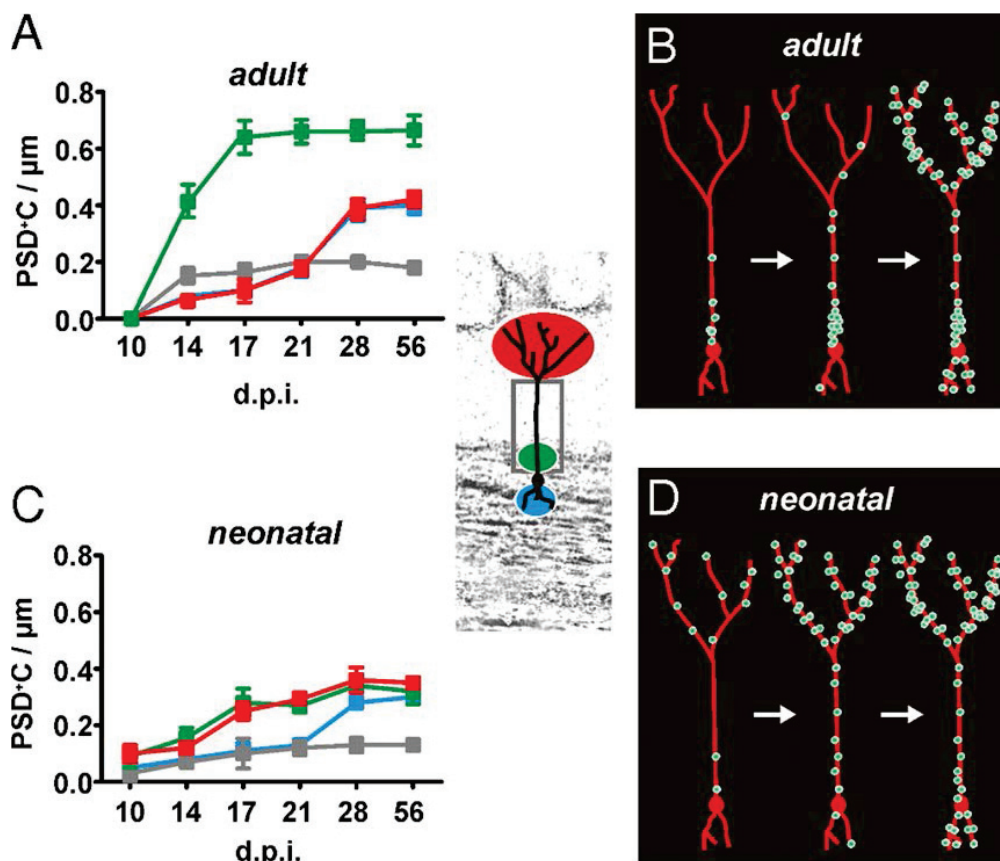 A
adult
PSD⁺C / µm
0.8
0.6
0.4
0.2
0.0
10 14 17 21 28 56
d.p.i.
B
adult
C
neonatal
PSD⁺C / µm
0.8
0.6
0.4
0.2
0.0
10 14 17 21 28 56
d.p.i.
D
neonatal